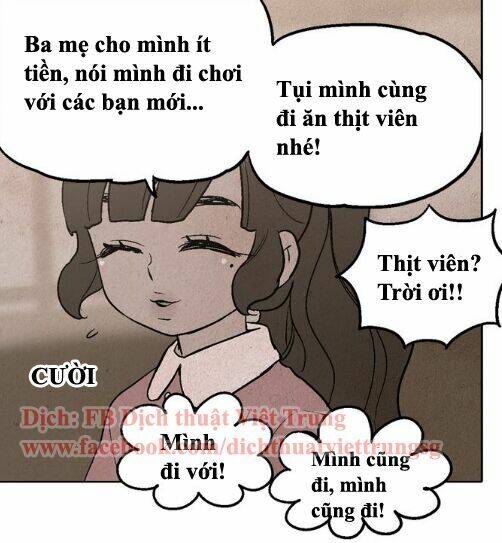 Ba mẹ cho mình ít
tiền, nói mình đi chơi
với các bạn mới...
Tụi mình cùng
đi ăn thịt viên
nhé!
Thịt viên?
Trời ơi!!
CƯỜI
Dịch: FB Dịch thuật Việt Trung
www.facebook.com/dichthuatviettrungsg
Mình
đi với!
Mình cũng
đi, mình
cũng đi!